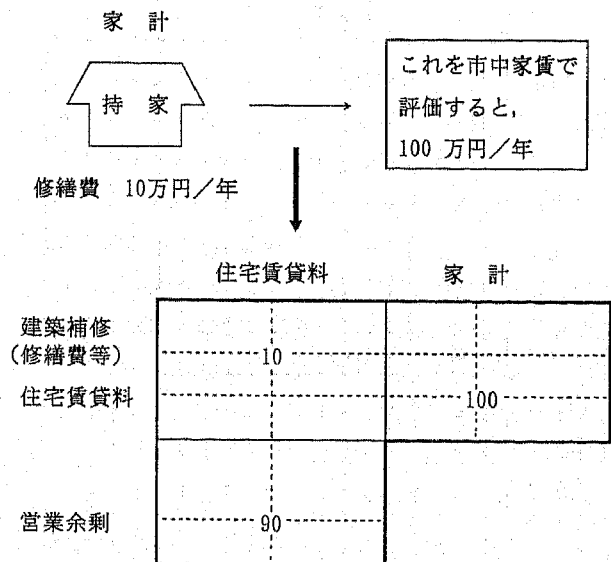 家 計
持 家
これを市中家賃で
評価すると,
100 万円／年
修繕費 10万円／年
住宅賃貸料 家 計
建築補修
(修繕費等)
10
住宅賃貸料
100
営業余剰
90